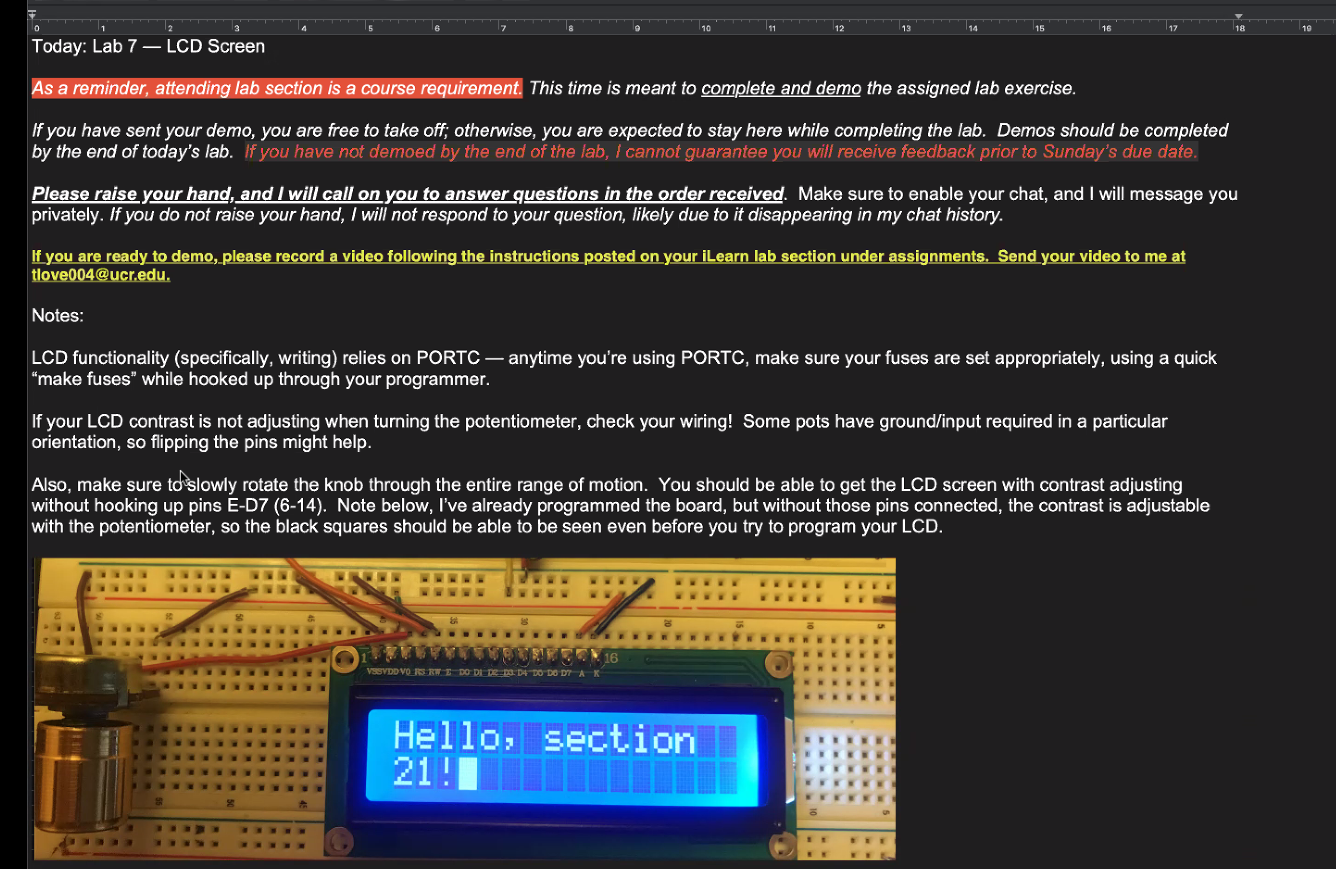 0 1 2 3 4 5 6 7 8 9 10 11 12 13 14 15 16 17 18 19
Today: Lab 7 — LCD Screen
As a reminder, attending lab section is a course requirement. This time is meant to complete and demo the assigned lab exercise.
If you have sent your demo, you are free to take off; otherwise, you are expected to stay here while completing the lab.  Demos should be completed
by the end of today's lab.  If you have not demoed by the end of the lab, I cannot guarantee you will receive feedback prior to Sunday's due date.
Please raise your hand, and I will call on you to answer questions in the order received.  Make sure to enable your chat, and I will message you
privately. If you do not raise your hand, I will not respond to your question, likely due to it disappearing in my chat history.
If you are ready to demo, please record a video following the instructions posted on your iLearn lab section under assignments.  Send your video to me at
tlove004@ucr.edu.
Notes:
LCD functionality (specifically, writing) relies on PORTC — anytime you're using PORTC, make sure your fuses are set appropriately, using a quick
“make fuses” while hooked up through your programmer.
If your LCD contrast is not adjusting when turning the potentiometer, check your wiring!  Some pots have ground/input required in a particular
orientation, so flipping the pins might help.
Also, make sure to slowly rotate the knob through the entire range of motion.  You should be able to get the LCD screen with contrast adjusting
without hooking up pins E-D7 (6-14).  Note below, I've already programmed the board, but without those pins connected, the contrast is adjustable
with the potentiometer, so the black squares should be able to be seen even before you try to program your LCD.
1 16
VSS VDD V0 RS RW E D0 D1 D2 D3 D4 D5 D6 D7 A K
Hello, section
21!